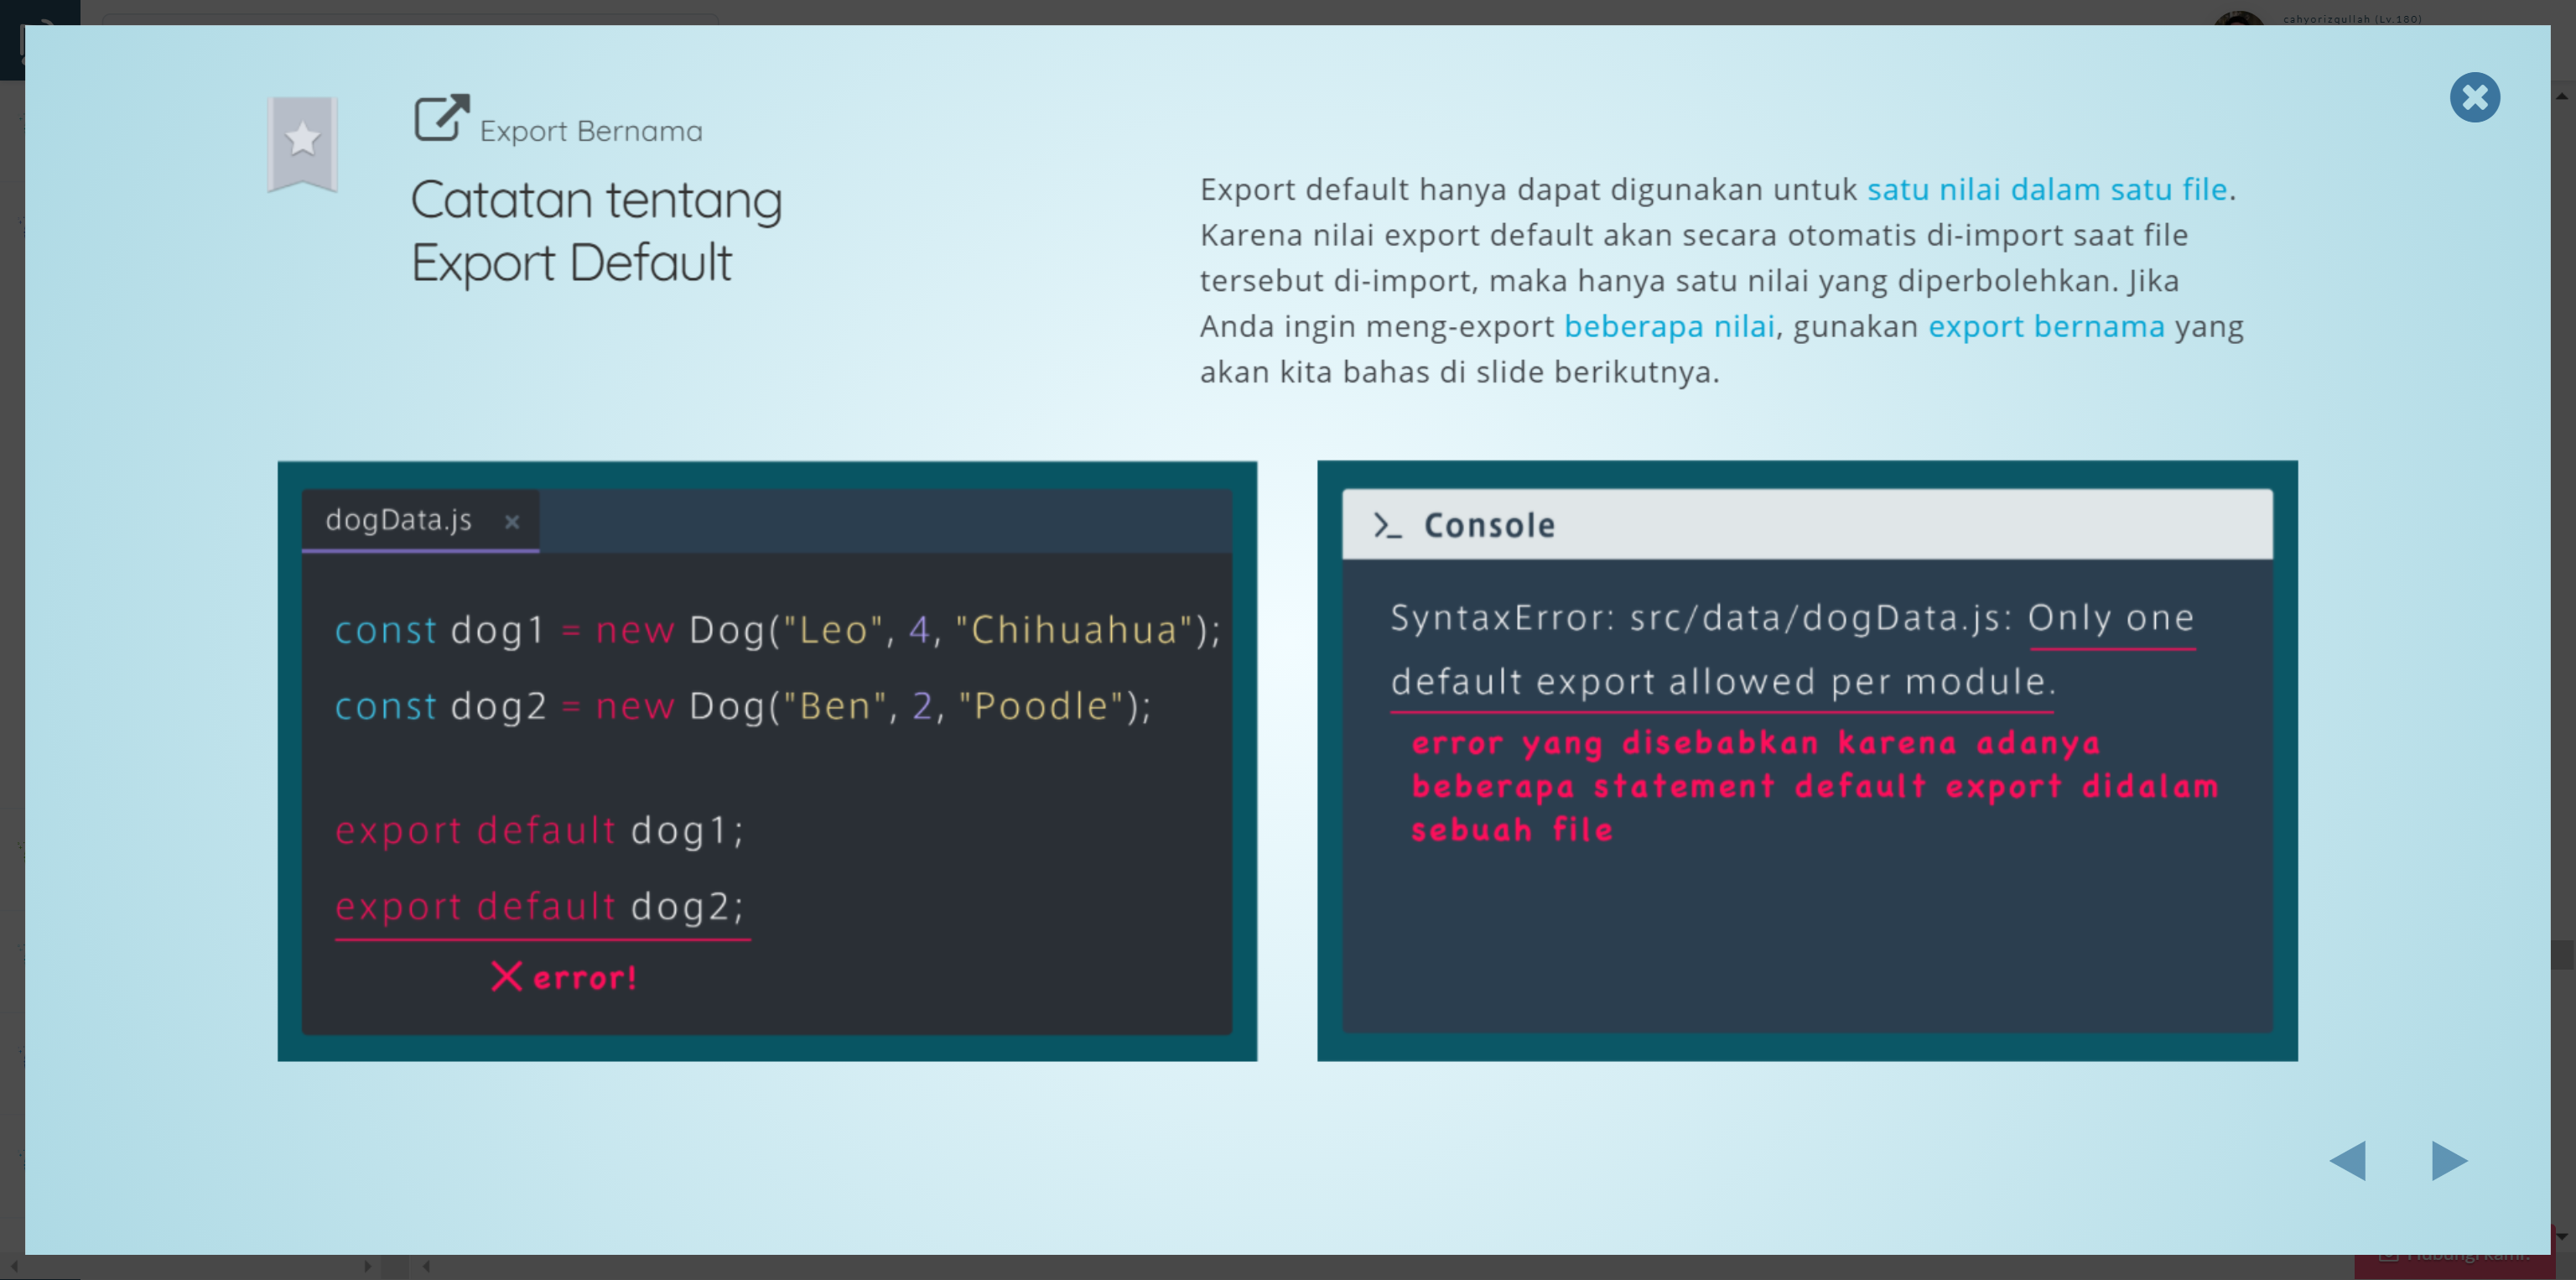 cahyorizqullah (Lv.180)
Export Bernama
Catatan tentang
Export Default
Export default hanya dapat digunakan untuk satu nilai dalam satu file.
Karena nilai export default akan secara otomatis di-import saat file
tersebut di-import, maka hanya satu nilai yang diperbolehkan. Jika
Anda ingin meng-export beberapa nilai, gunakan export bernama yang
akan kita bahas di slide berikutnya.
dogData.js ×
const dog1 = new Dog("Leo", 4, "Chihuahua");
const dog2 = new Dog("Ben", 2, "Poodle");
export default dog1;
export default dog2;
error!
>_ Console
SyntaxError: src/data/dogData.js: Only one
default export allowed per module.
error yang disebabkan karena adanya
beberapa statement default export didalam
sebuah file